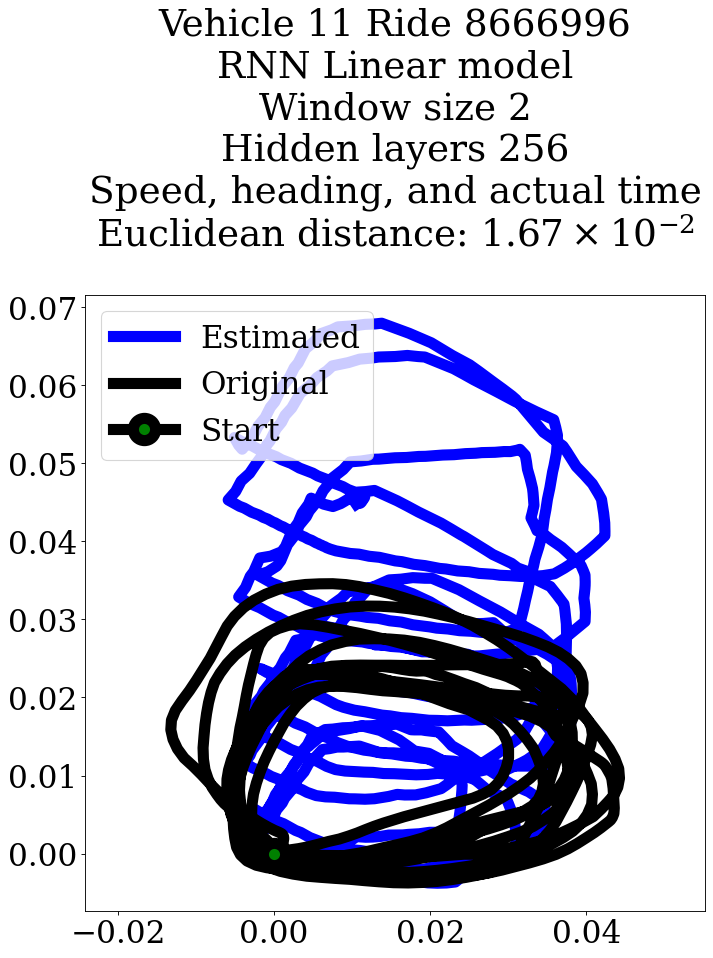 Vehicle 11 Ride 8666996
RNN Linear model
Window size 2
Hidden layers 256
Speed, heading, and actual time
Euclidean distance: 1.67 × 10⁻²
Estimated
Original
Start
0.07
0.06
0.05
0.04
0.03
0.02
0.01
0.00
−0.02 0.00 0.02 0.04